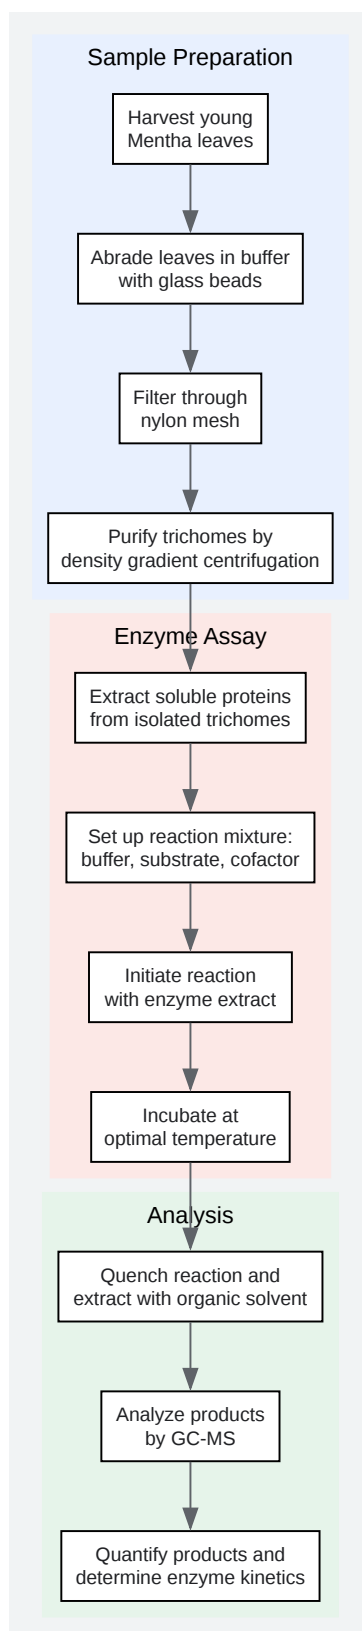 Sample Preparation
Harvest young
Mentha leaves
Abrade leaves in buffer
with glass beads
Filter through
nylon mesh
Purify trichomes by
density gradient centrifugation
Enzyme Assay
Extract soluble proteins
from isolated trichomes
Set up reaction mixture:
buffer, substrate, cofactor
Initiate reaction
with enzyme extract
Incubate at
optimal temperature
Analysis
Quench reaction and
extract with organic solvent
Analyze products
by GC-MS
Quantify products and
determine enzyme kinetics